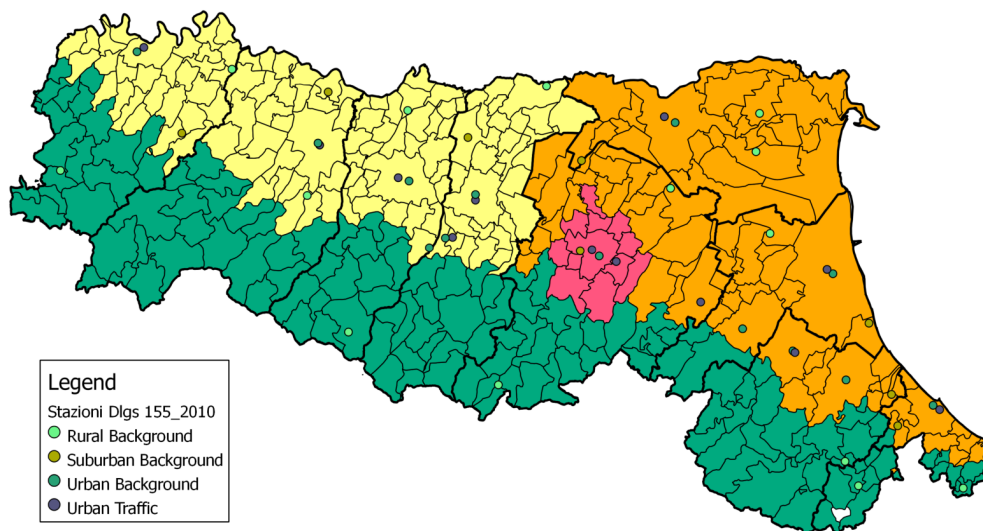 Legend
Stazioni Dlgs 155_2010
Rural Background
Suburban Background
Urban Background
Urban Traffic